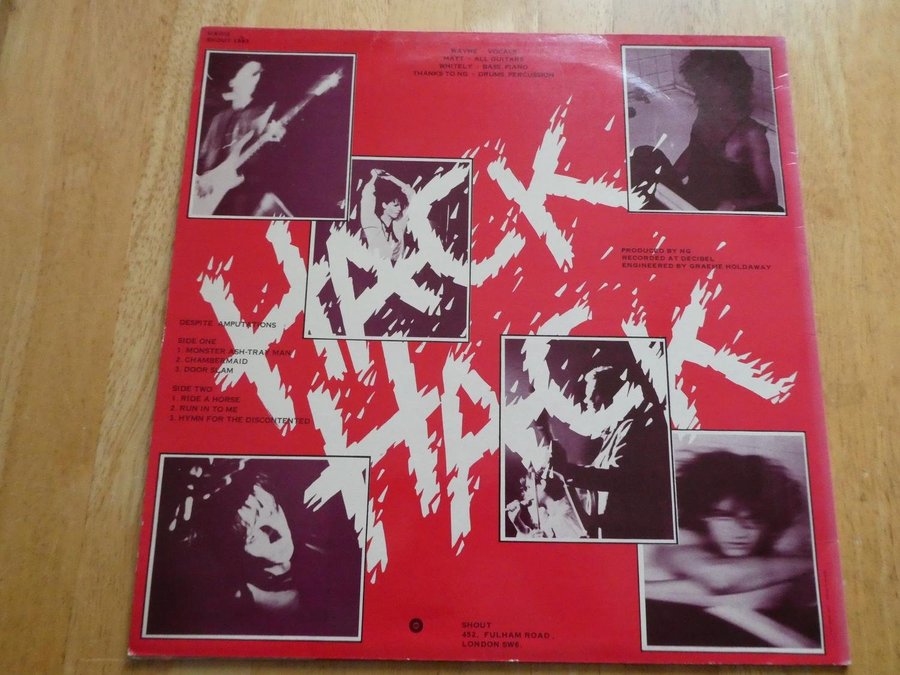 WAYNE - VOCALS
MATT - ALL GUITARS
WHITELY - BASS, PIANO
THANKS TO NG - DRUMS, PERCUSSION
HACK
HACK
PRODUCED BY NG
RECORDED AT DECIBEL
ENGINEERED BY GRAEME HOLDAWAY
DESPITE AMPUTATIONS
SIDE ONE
1. MONSTER ASH-TRAY MAN
2. CHAMBERMAID
3. DOOR SLAM
SIDE TWO
1. RIDE A HORSE
2. RUN IN TO ME
3. HYMN FOR THE DISCONTENTED
SHOUT
452, FULHAM ROAD,
LONDON SW6